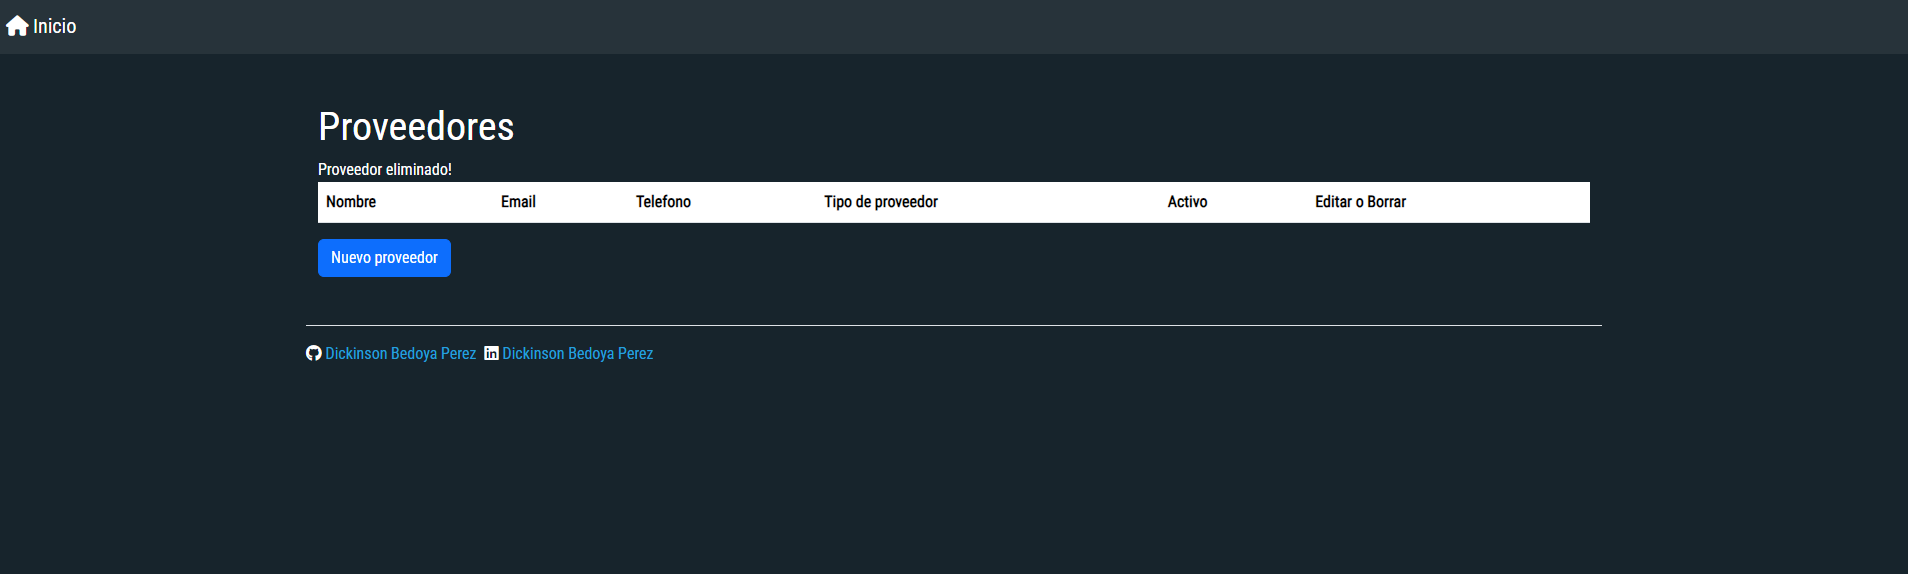 Inicio
Proveedores
Proveedor eliminado!
Nombre Email Telefono Tipo de proveedor Activo Editar o Borrar
Nuevo proveedor
Dickinson Bedoya Perez Dickinson Bedoya Perez